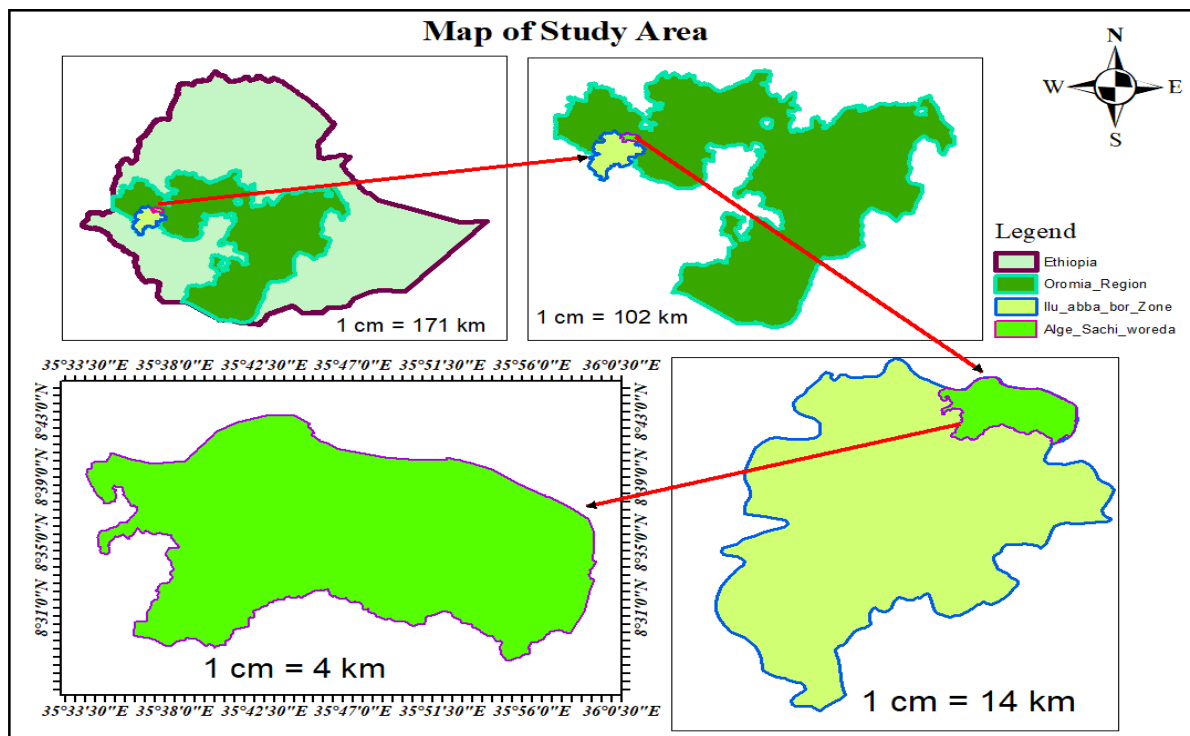 Map of Study Area
N
W
E
S
1 cm = 171 km
1 cm = 102 km
Legend
Ethiopia
Oromia_Region
Ilu_abba_bor_Zone
Alge_Sachi_woreda
35°33'30"E 35°38'0"E 35°42'30"E 35°47'0"E 35°51'30"E 35°56'0"E 36°0'30"E
8°43'0"N
8°39'0"N
8°35'0"N
8°31'0"N
8°43'0"N
8°39'0"N
8°35'0"N
8°31'0"N
1 cm = 4 km
35°33'30"E 35°38'0"E 35°42'30"E 35°47'0"E 35°51'30"E 35°56'0"E 36°0'30"E
1 cm = 14 km